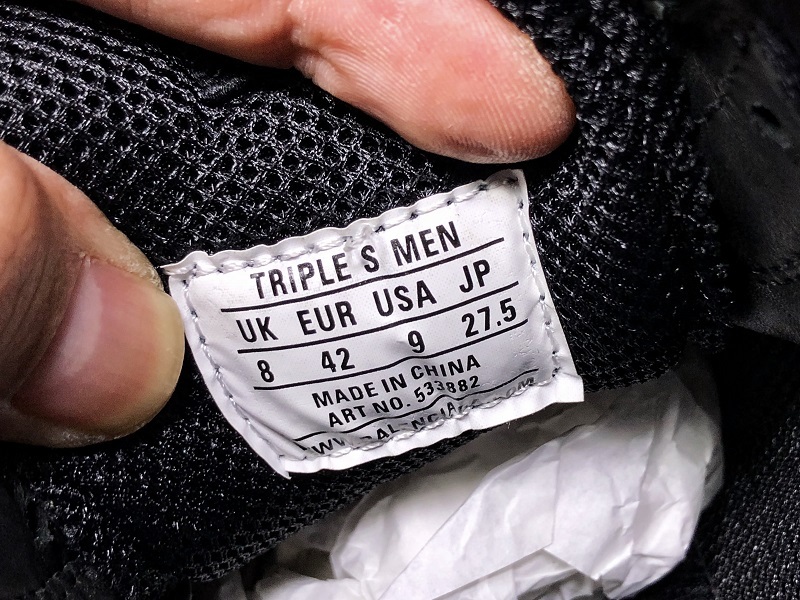 TRIPLE S MEN
UK EUR USA JP
8 42 9 27.5
MADE IN CHINA
ART NO. 533882